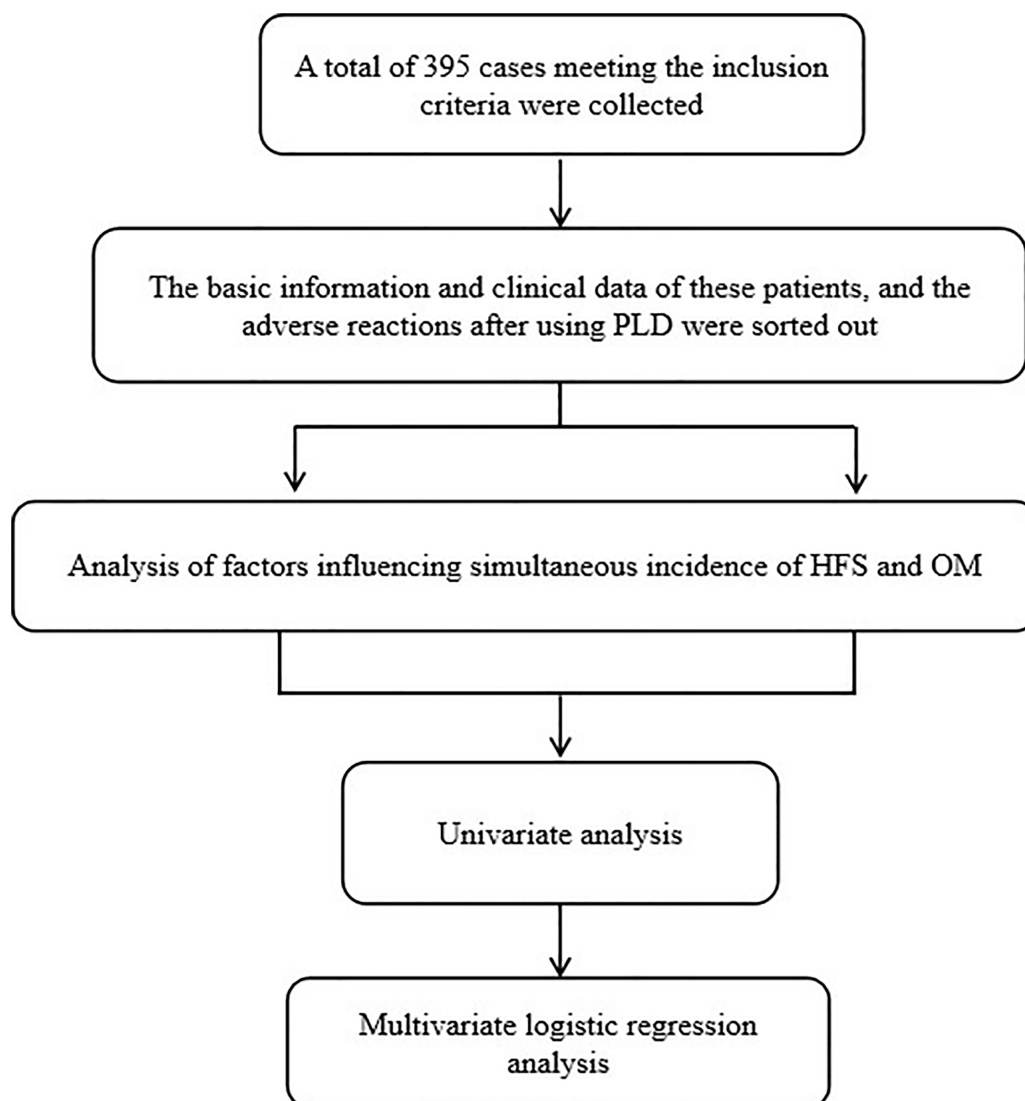 A total of 395 cases meeting the inclusion
criteria were collected
The basic information and clinical data of these patients, and the
adverse reactions after using PLD were sorted out
Analysis of factors influencing simultaneous incidence of HFS and OM
Univariate analysis
Multivariate logistic regression
analysis